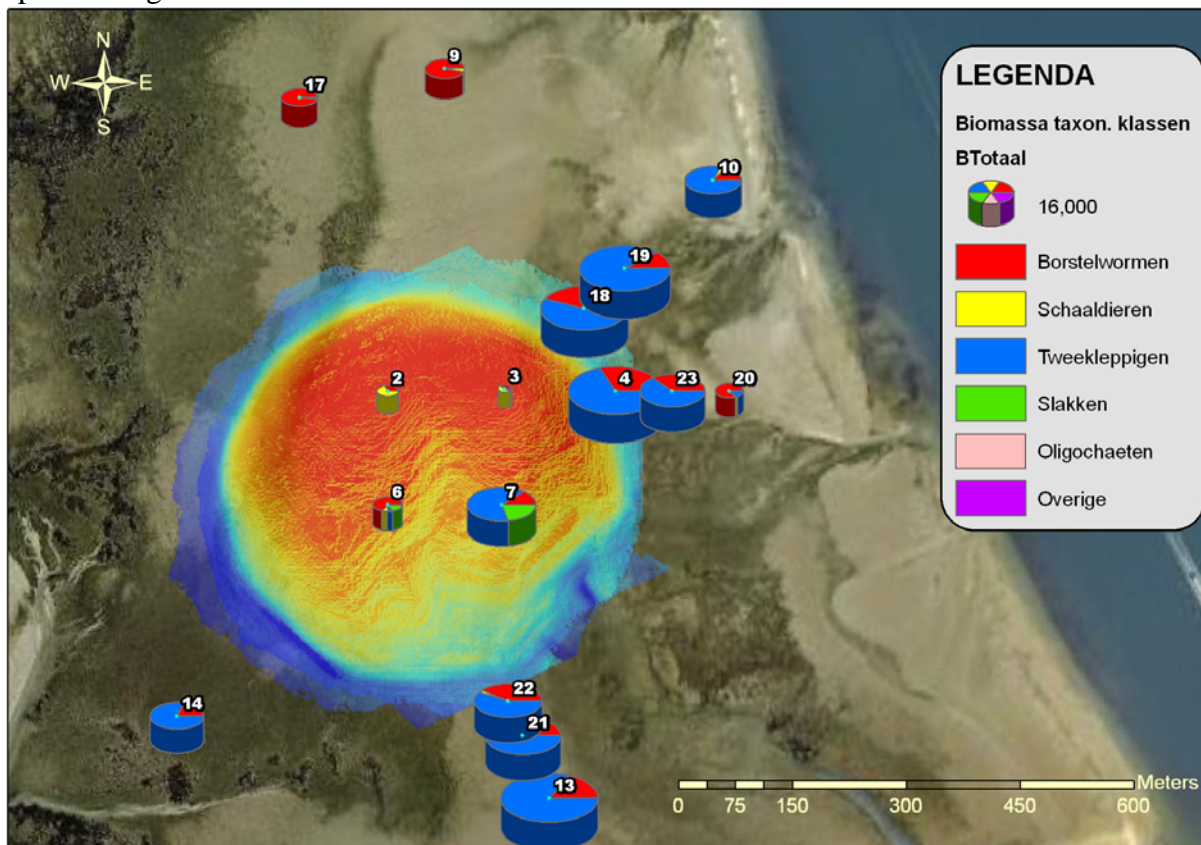 N
W E
S
17
9
10
19
18
2
3
4
23
20
6
7
14
22
21
13
LEGENDA
Biomassa taxon. klassen
BTotaal
16,000
Borstelwormen
Schaaldieren
Tweekleppigen
Slakken
Oligochaeten
Overige
Meters
0 75 150 300 450 600